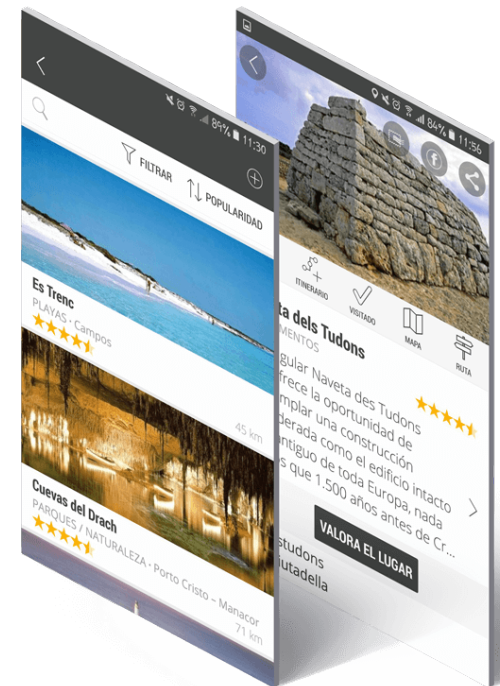 89% 11:30
FILTRAR
POPULARIDAD
Es Trenc
PLAYAS · Campos
45 km
Cuevas del Drach
PARQUES / NATURALEZA · Porto Cristo – Manacor
71 km
84% 11:56
f
ITINERARIO
VISITADO
MAPA
RUTA
ta dels Tudons
MENTOS
gular Naveta des Tudons
frece la oportunidad de
mplar una construcción
derada como el edificio intacto
ntiguo de toda Europa, nada
s que 1.500 años antes de Cr...
VALORA EL LUGAR
studons
iutadella